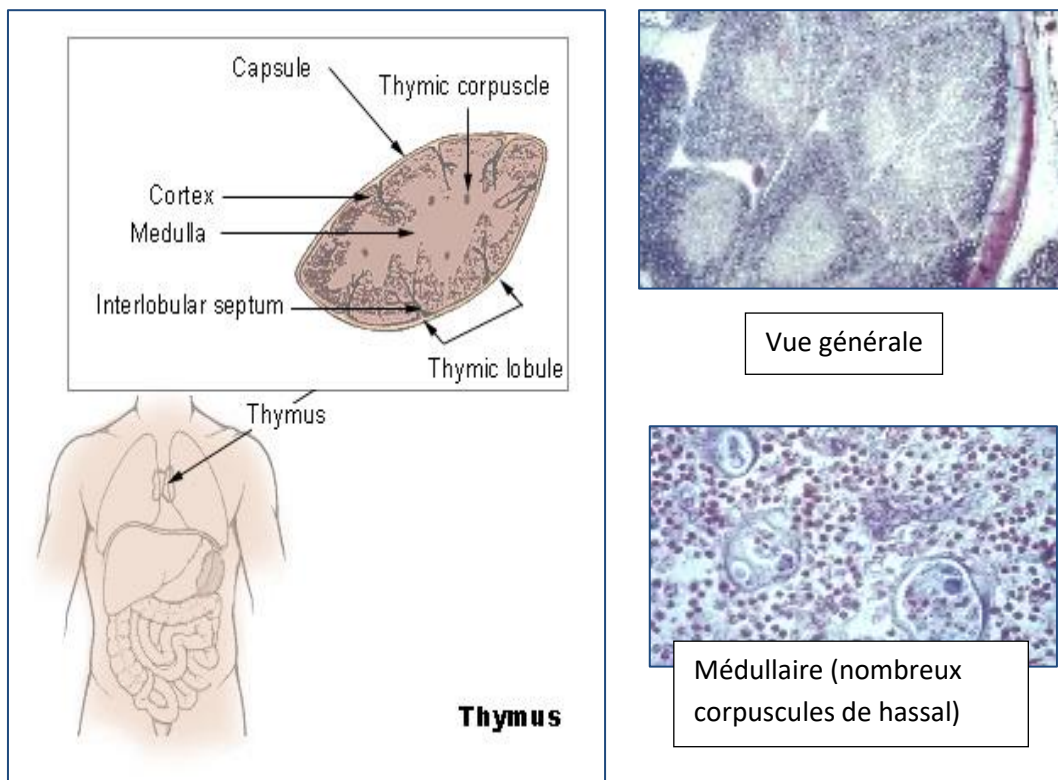 Capsule
Thymic corpuscle
Cortex
Medulla
Interlobular septum
Thymic lobule
Thymus
Thymus
Vue générale
Médullaire (nombreux
corpuscules de hassal)